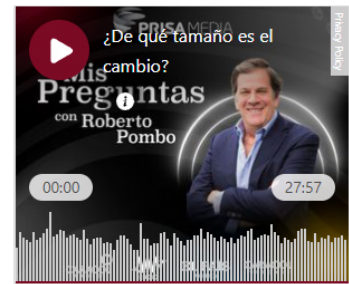 PRISA MEDIA
¿De qué tamaño es el
cambio?
Privacy Policy
Mis
Preguntas
con Roberto
Pombo
00:00
27:57